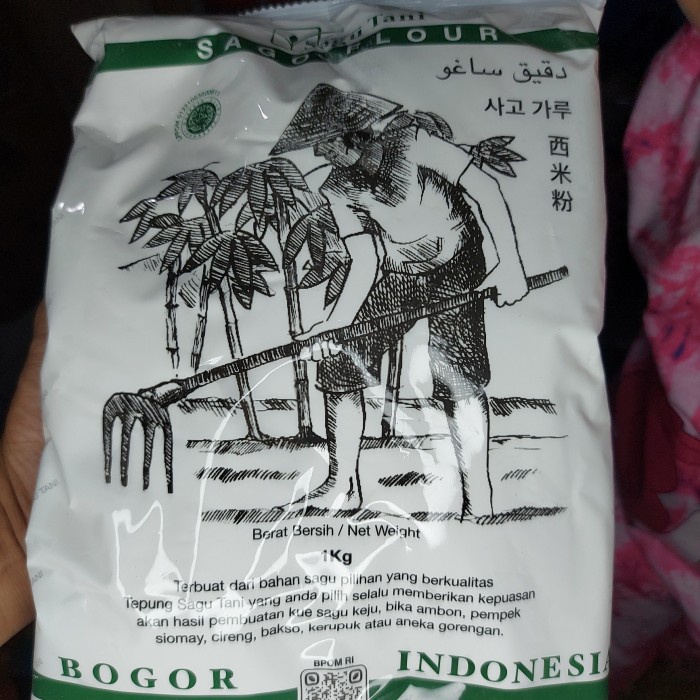 Sagu Tani
SAGO FLOUR
دقيق ساغو
사고 가루
西米粉
Berat Bersih / Net Weight
1Kg
Terbuat dari bahan sagu pilihan yang berkualitas
Tepung Sagu Tani yang anda pilih selalu memberikan kepuasan
akan hasil pembuatan kue sagu keju, bika ambon, pempek
siomay, cireng, bakso, kerupuk atau aneka gorengan.
BPOM RI
BOGOR INDONESIA